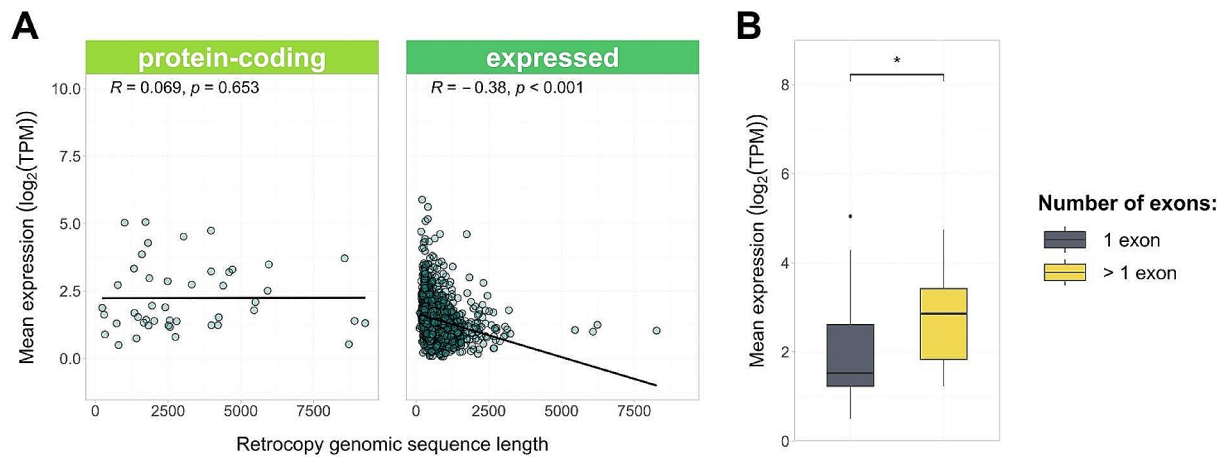 A
B
protein-coding
expressed
R = 0.069, p = 0.653
R = −0.38, p < 0.001
10.0
7.5
5.0
2.5
0.0
Mean expression (log₂(TPM))
0 2500 5000 7500
0 2500 5000 7500
Retrocopy genomic sequence length
*
8
6
4
2
0
Mean expression (log₂(TPM))
Number of exons:
1 exon
> 1 exon